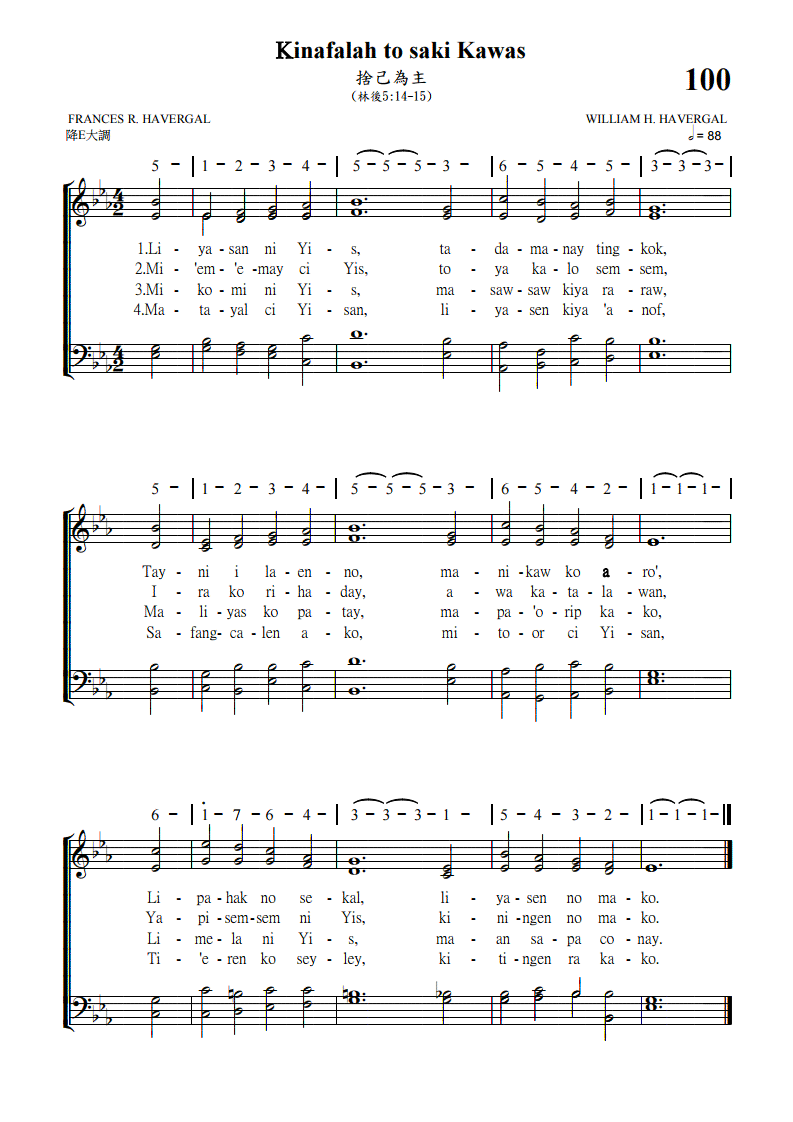 Kinafalah to saki Kawas
捨己為主
100
(林後5:14-15)
FRANCES R. HAVERGAL
WILLIAM H. HAVERGAL
降E大調
𝅗𝅥 = 88
5 - | 1 - 2 - 3 - 4 - | 5 - 5 - 5 - 3 - | 6 - 5 - 4 - 5 - | 3 - 3 - 3 - |
1.Li - ya - san ni Yi - s, ta - da - ma - nay ting - kok,
2.Mi - 'em - 'e - may ci Yis, to - ya ka - lo sem - sem,
3.Mi - ko - mi ni Yi - s, ma - saw - saw kiya ra - raw,
4.Ma - ta - yal ci Yi - san, li - ya - sen kiya 'a - nof,
5 - | 1 - 2 - 3 - 4 - | 5 - 5 - 5 - 3 - | 6 - 5 - 4 - 2 - | 1 - 1 - 1 - |
Tay - ni i la - en - no, ma - ni - kaw ko a - ro',
I - ra ko ri - ha - day, a - wa ka - ta - la - wan,
Ma - li - yas ko pa - tay, ma - pa - 'o - rip ka - ko,
Sa - fang - ca - len a - ko, mi - to - or ci Yi - san,
6 - | 1̇ - 7 - 6 - 4 - | 3 - 3 - 3 - 1 - | 5 - 4 - 3 - 2 - | 1 - 1 - 1 - ||
Li - pa - hak no se - kal, li - ya - sen no ma - ko.
Ya - pi - sem - sem ni Yis, ki - ni - ngen no ma - ko.
Li - me - la ni Yi - s, ma - an sa - pa co - nay.
Ti - 'e - ren ko sey - ley, ki - ti - ngen ra ka - ko.